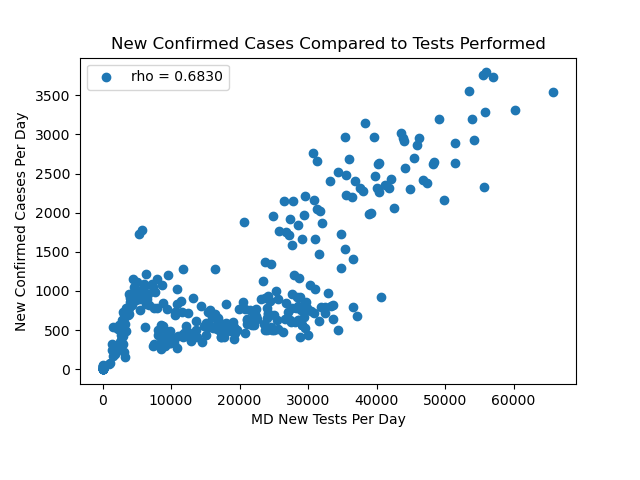 New Confirmed Cases Compared to Tests Performed
rho = 0.6830
New Confirmed Caeses Per Day
3500
3000
2500
2000
1500
1000
500
0
0 10000 20000 30000 40000 50000 60000
MD New Tests Per Day